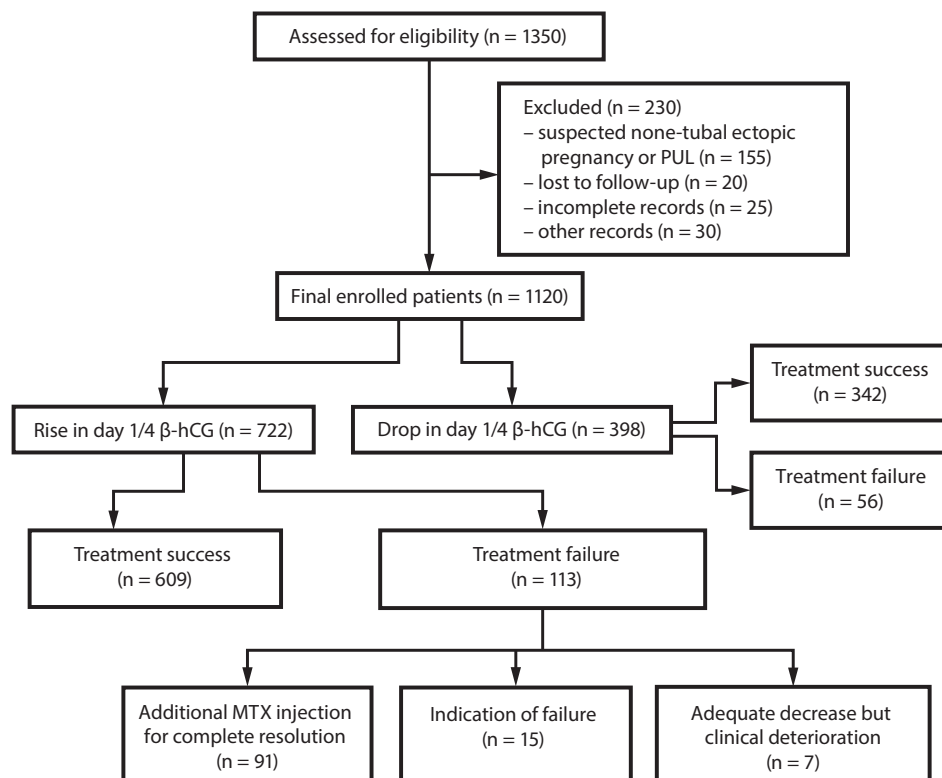 Assessed for eligibility (n = 1350)
Excluded (n = 230)
– suspected none-tubal ectopic
pregnancy or PUL (n = 155)
– lost to follow-up (n = 20)
– incomplete records (n = 25)
– other records (n = 30)
Final enrolled patients (n = 1120)
Rise in day 1/4 β-hCG (n = 722)
Drop in day 1/4 β-hCG (n = 398)
Treatment success
(n = 342)
Treatment failure
(n = 56)
Treatment success
(n = 609)
Treatment failure
(n = 113)
Additional MTX injection
for complete resolution
(n = 91)
Indication of failure
(n = 15)
Adequate decrease but
clinical deterioration
(n = 7)